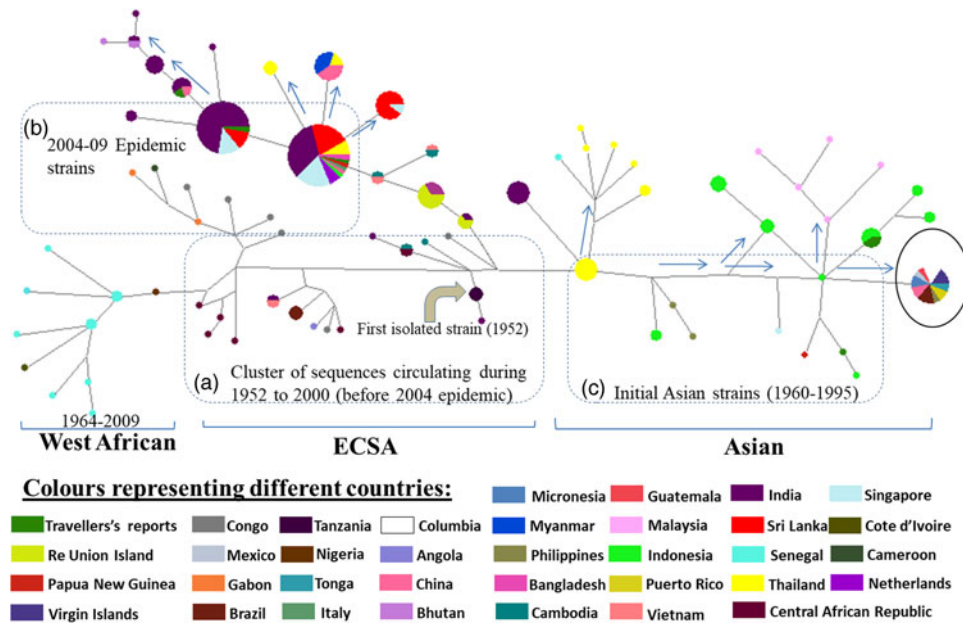 (b)
2004-09 Epidemic
strains
First isolated strain (1952)
(a)
Cluster of sequences circulating during
1952 to 2000 (before 2004 epidemic)
(c)
Initial Asian strains (1960-1995)
1964-2009
West African
ECSA
Asian
Colours representing different countries:
Micronesia Guatemala India Singapore
Travellers's reports Congo Tanzania Columbia Myanmar Malaysia Sri Lanka Cote d'Ivoire
Re Union Island Mexico Nigeria Angola Philippines Indonesia Senegal Cameroon
Papua New Guinea Gabon Tonga China Bangladesh Puerto Rico Thailand Netherlands
Virgin Islands Brazil Italy Bhutan Cambodia Vietnam Central African Republic